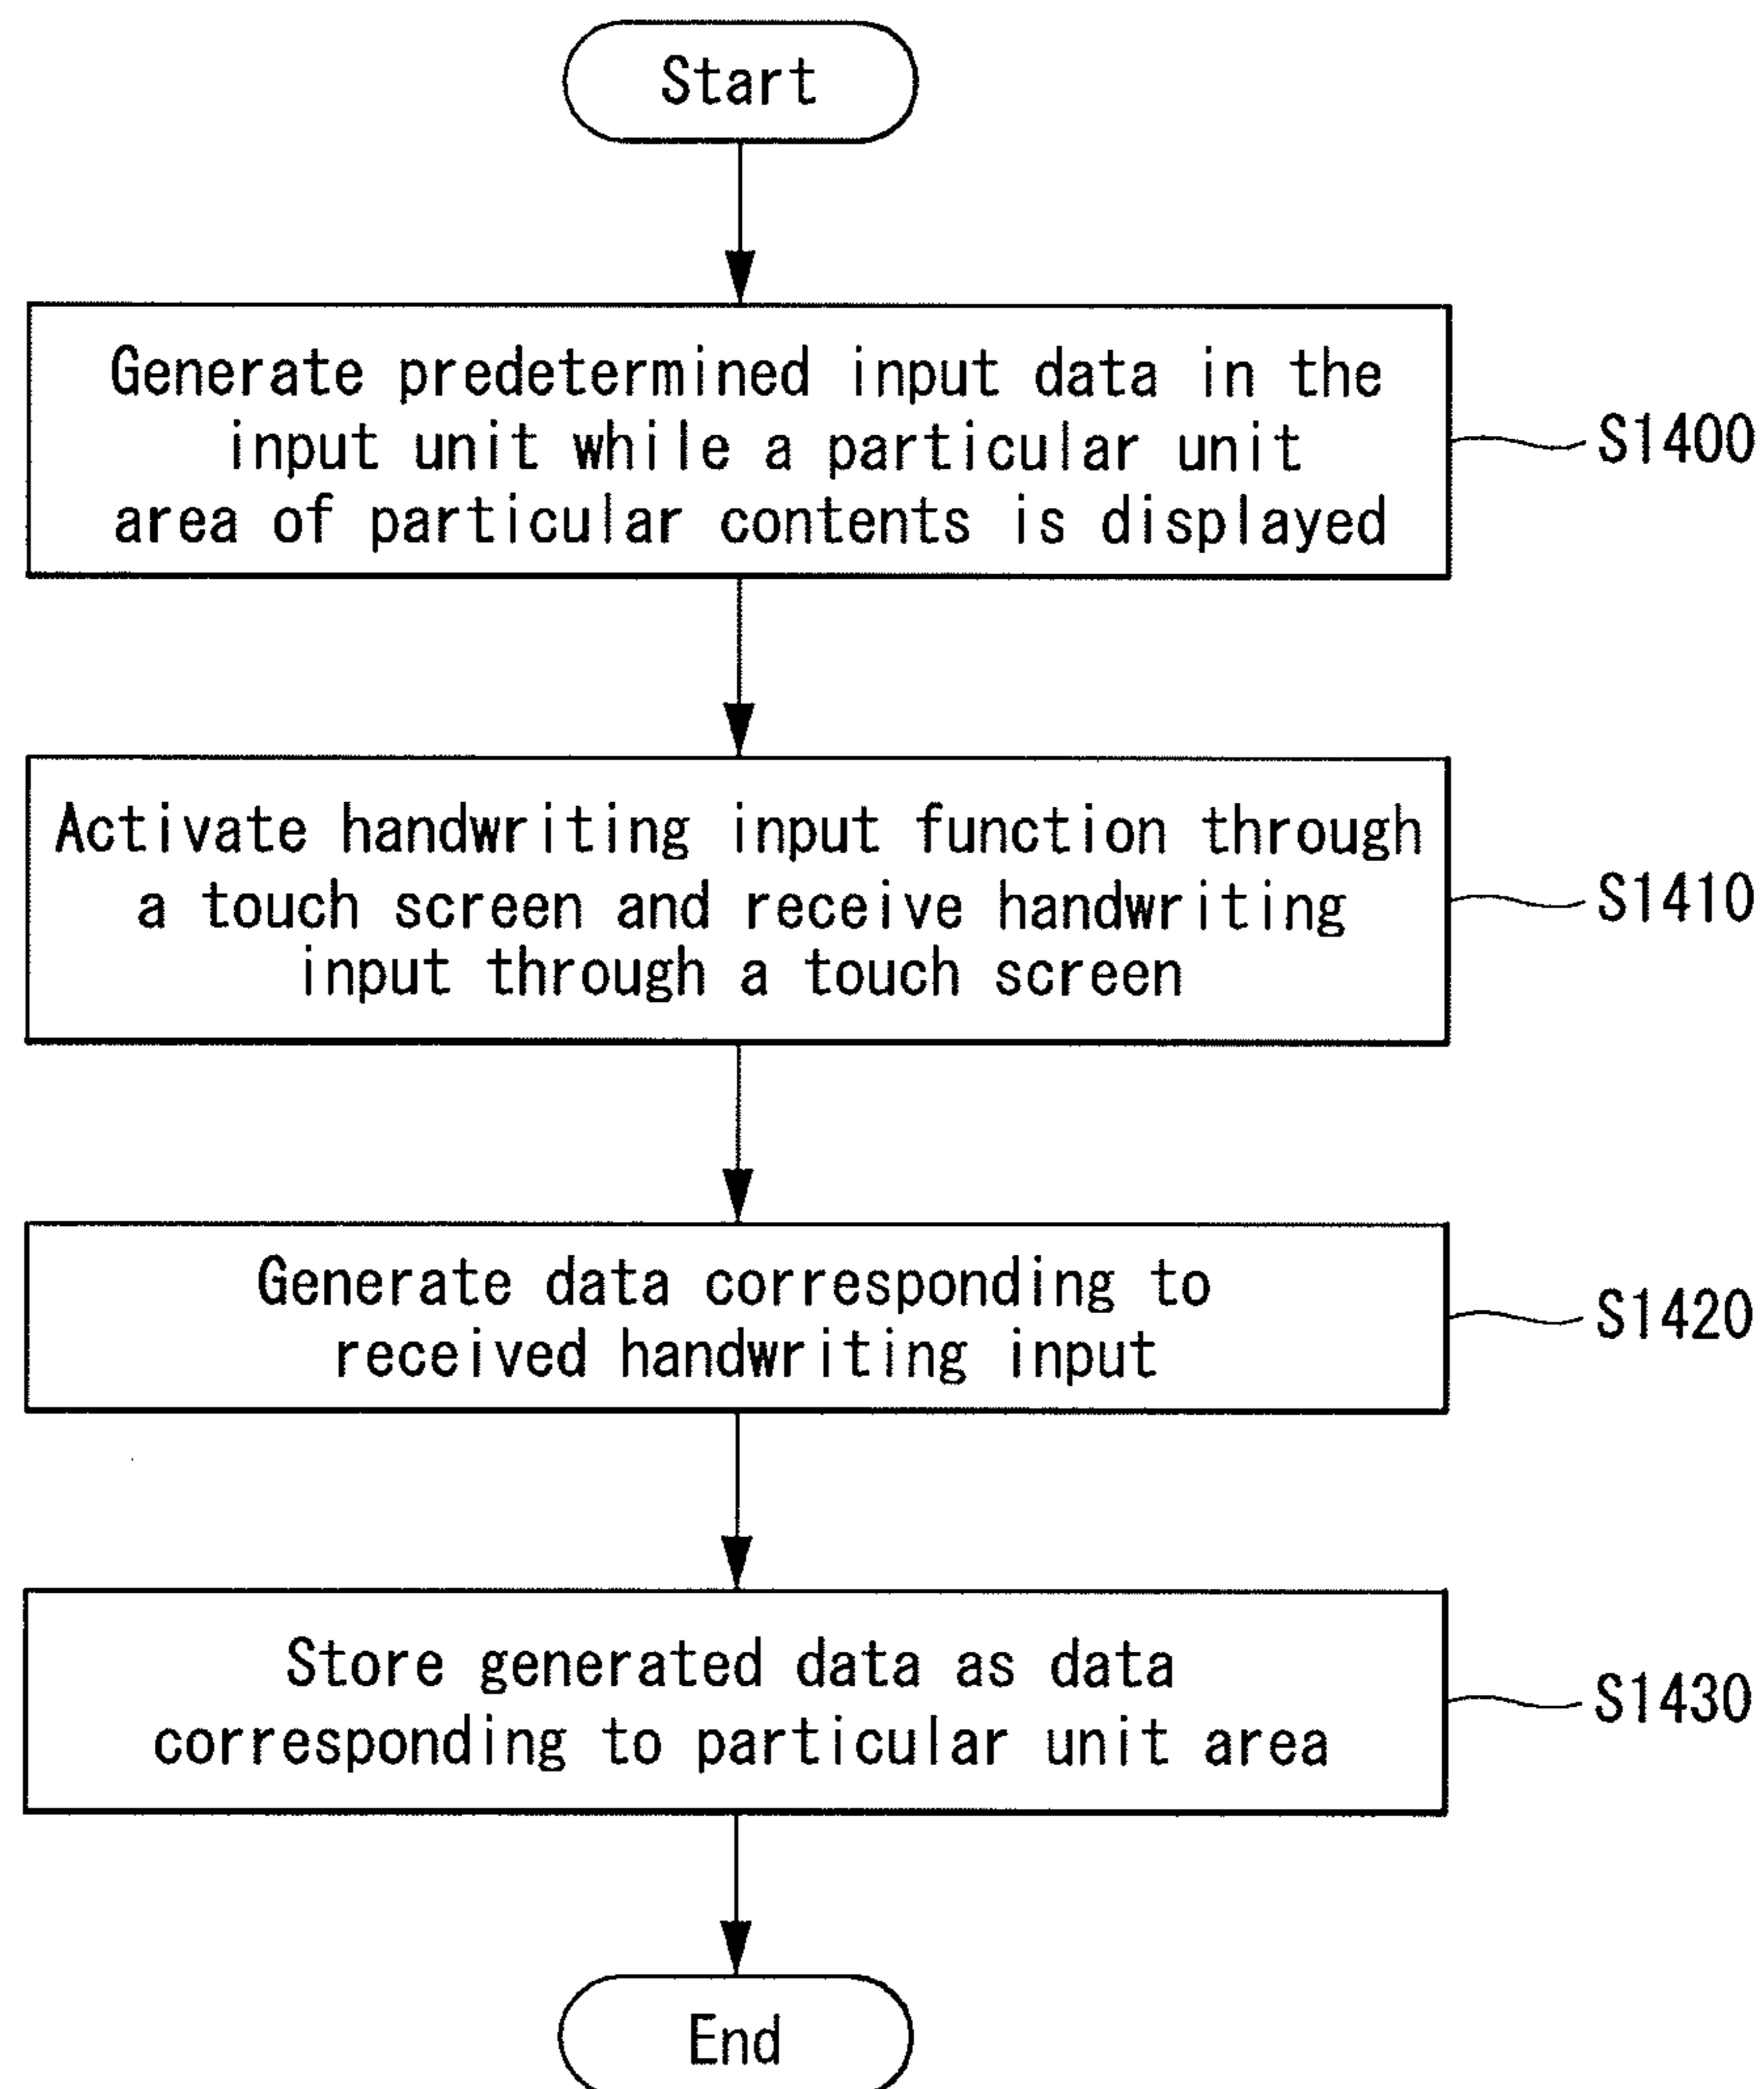 Start
Generate predetermined input data in the
input unit while a particular unit
area of particular contents is displayed
S1400
Activate handwriting input function through
a touch screen and receive handwriting
input through a touch screen
S1410
Generate data corresponding to
received handwriting input
S1420
Store generated data as data
corresponding to particular unit area
S1430
End